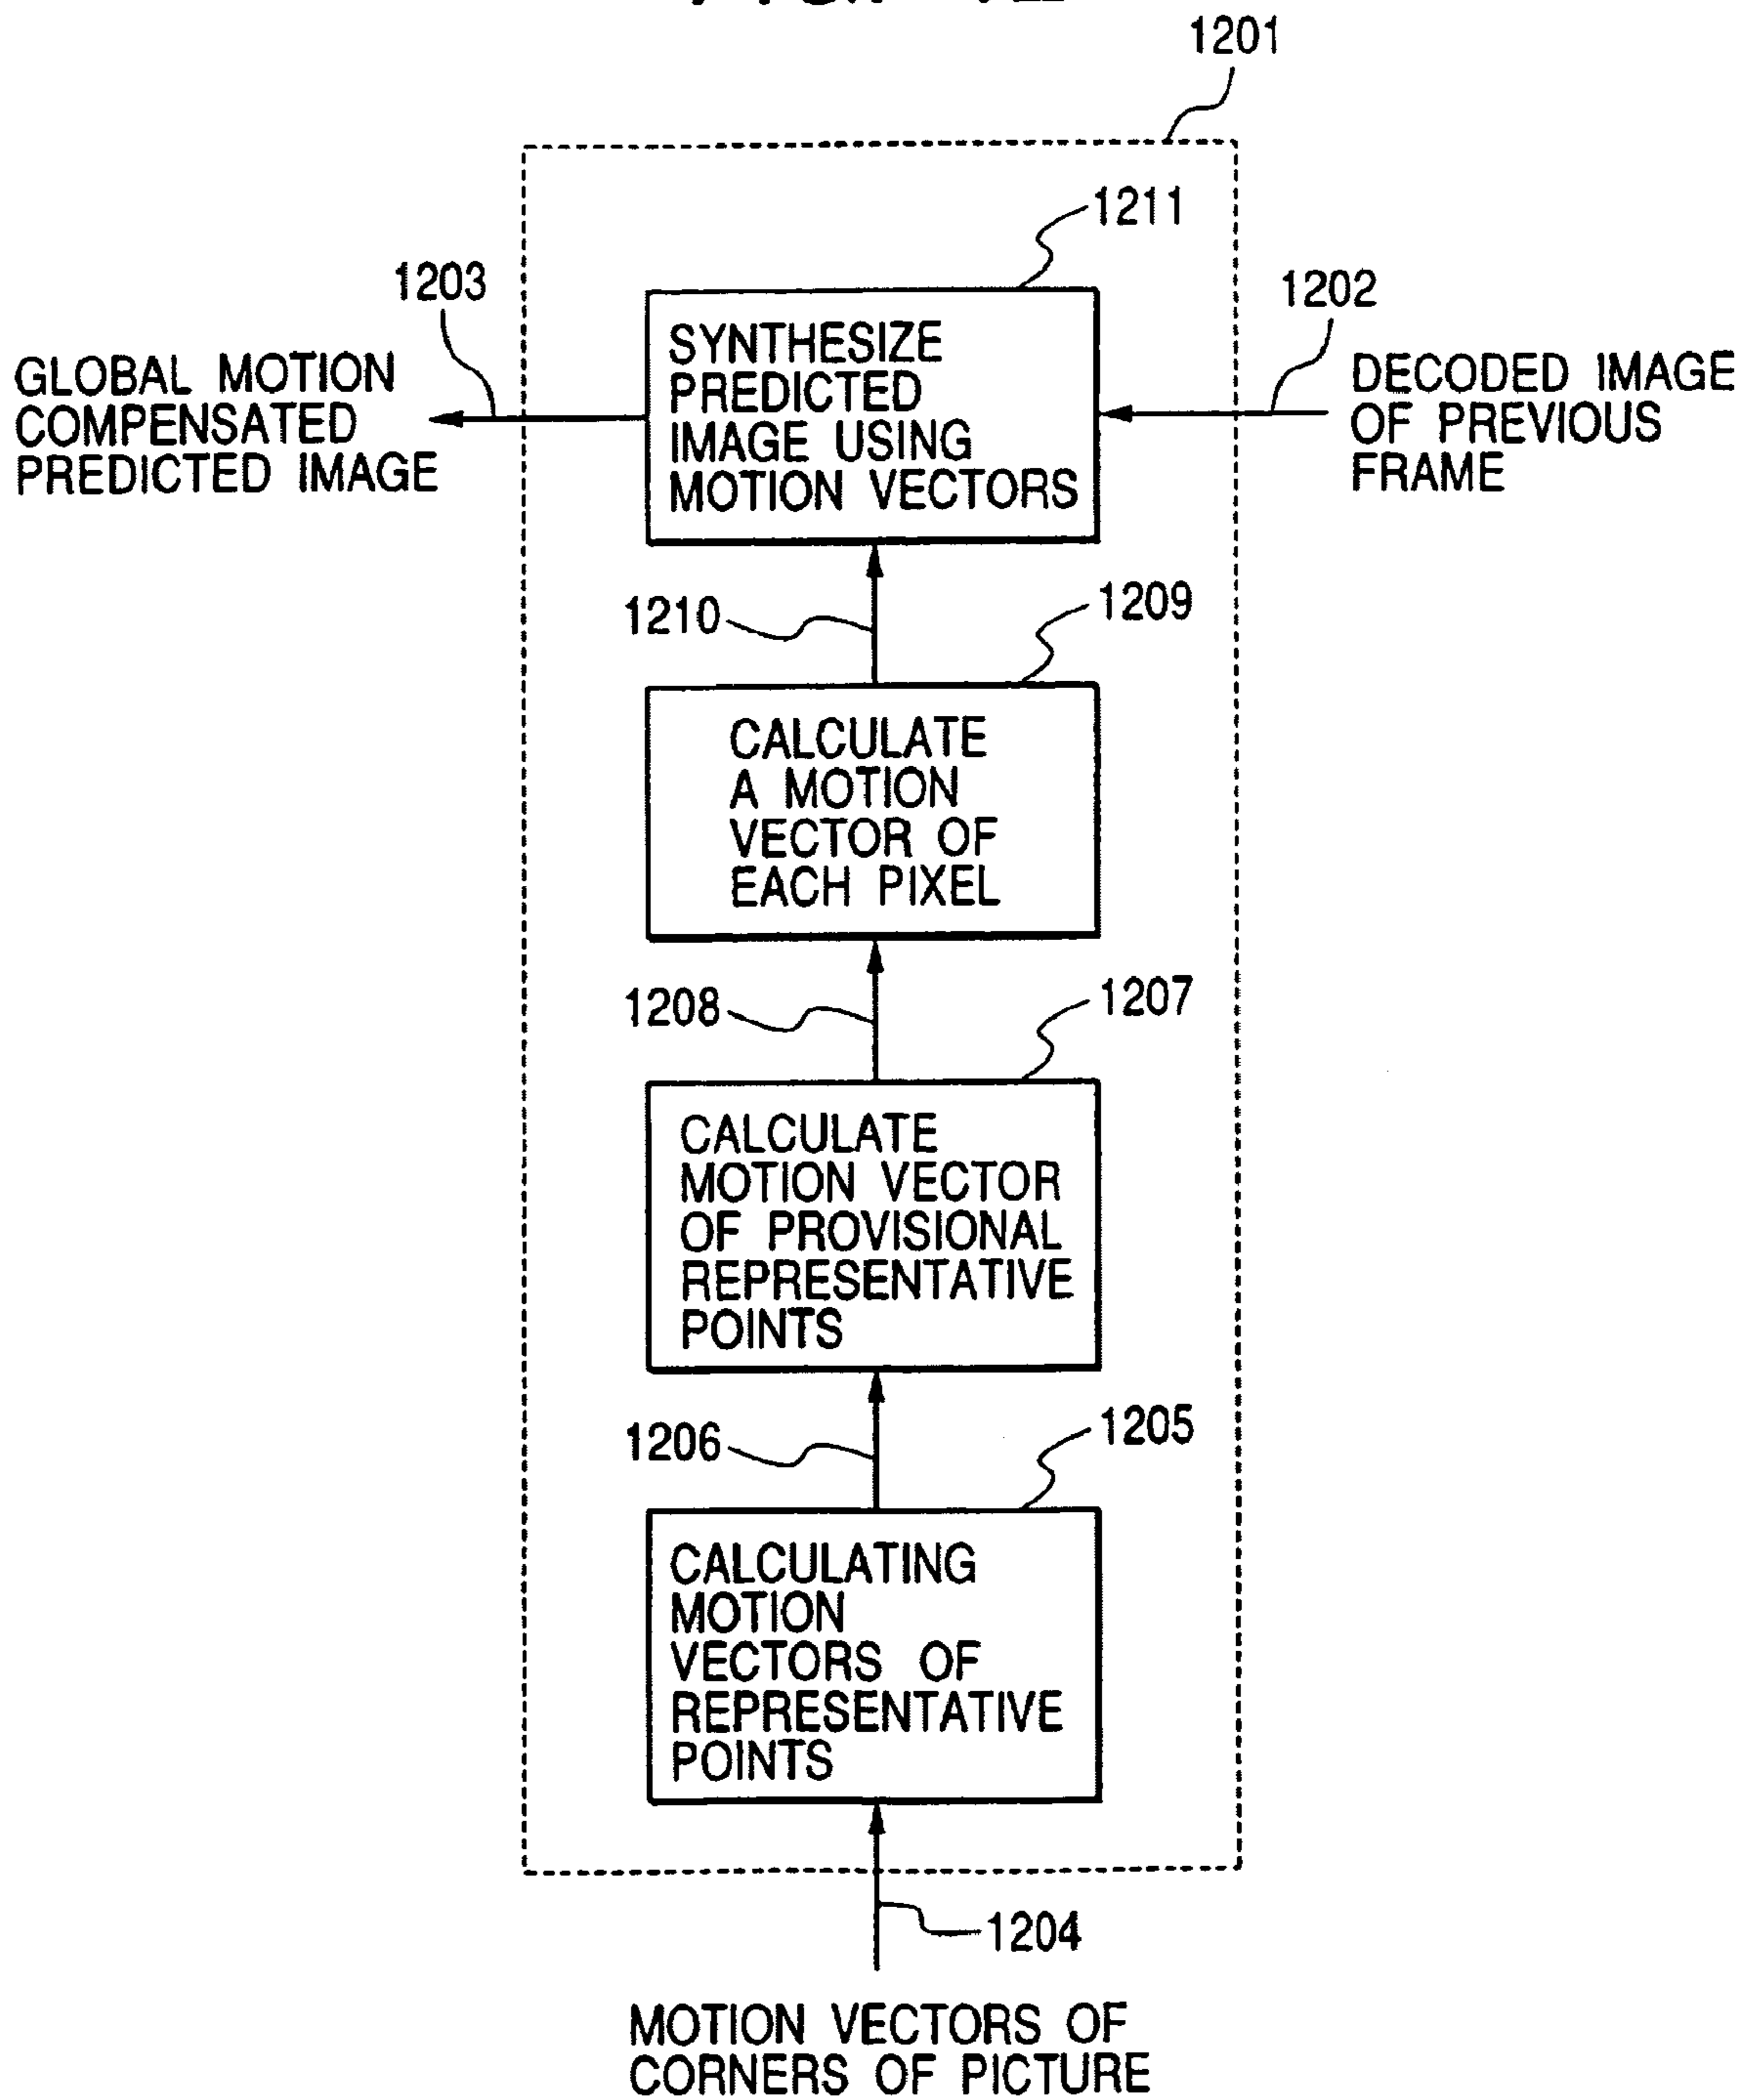 1201
1211
1203
1202
GLOBAL MOTION
COMPENSATED
PREDICTED IMAGE
SYNTHESIZE
PREDICTED
IMAGE USING
MOTION VECTORS
DECODED IMAGE
OF PREVIOUS
FRAME
1210
1209
CALCULATE
A MOTION
VECTOR OF
EACH PIXEL
1208
1207
CALCULATE
MOTION VECTOR
OF PROVISIONAL
REPRESENTATIVE
POINTS
1206
1205
CALCULATING
MOTION
VECTORS OF
REPRESENTATIVE
POINTS
1204
MOTION VECTORS OF
CORNERS OF PICTURE